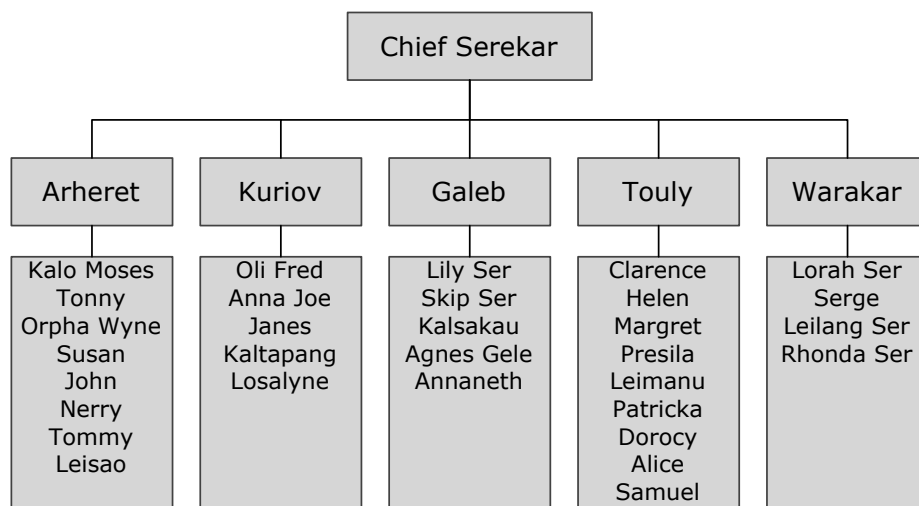 Chief Serekar
Arheret
Kuriov
Galeb
Touly
Warakar
Kalo Moses
Tonny
Orpha Wyne
Susan
John
Nerry
Tommy
Leisao
Oli Fred
Anna Joe
Janes
Kaltapang
Losalyne
Lily Ser
Skip Ser
Kalsakau
Agnes Gele
Annaneth
Clarence
Helen
Margret
Presila
Leimanu
Patricka
Dorocy
Alice
Samuel
Lorah Ser
Serge
Leilang Ser
Rhonda Ser